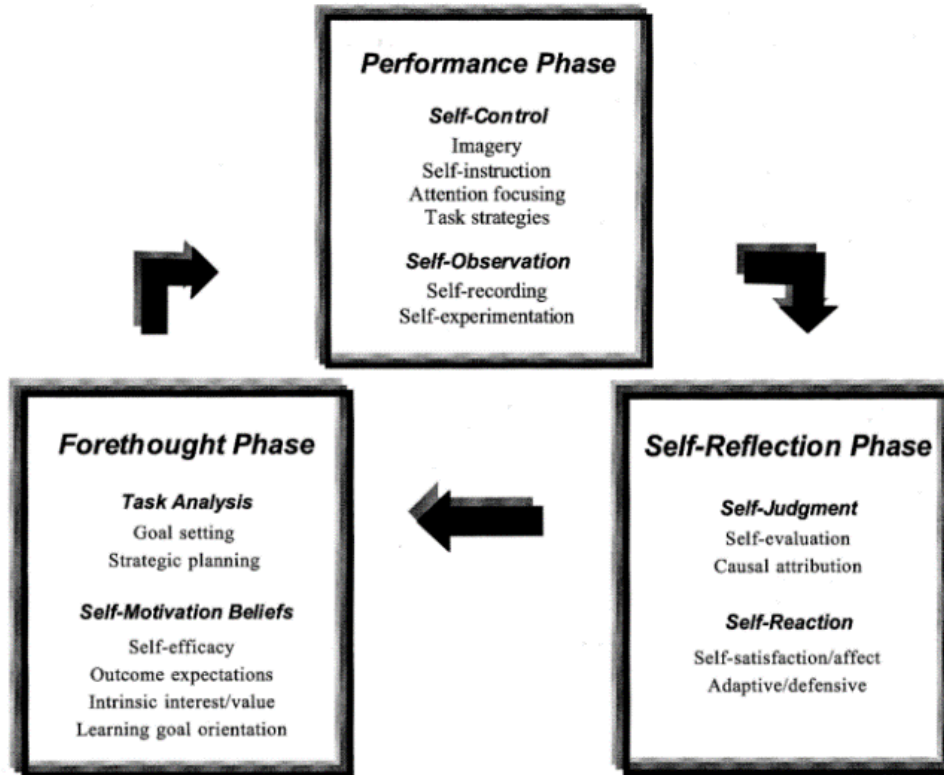 Performance Phase
Self-Control
Imagery
Self-instruction
Attention focusing
Task strategies
Self-Observation
Self-recording
Self-experimentation
Forethought Phase
Task Analysis
Goal setting
Strategic planning
Self-Motivation Beliefs
Self-efficacy
Outcome expectations
Intrinsic interest/value
Learning goal orientation
Self-Reflection Phase
Self-Judgment
Self-evaluation
Causal attribution
Self-Reaction
Self-satisfaction/affect
Adaptive/defensive